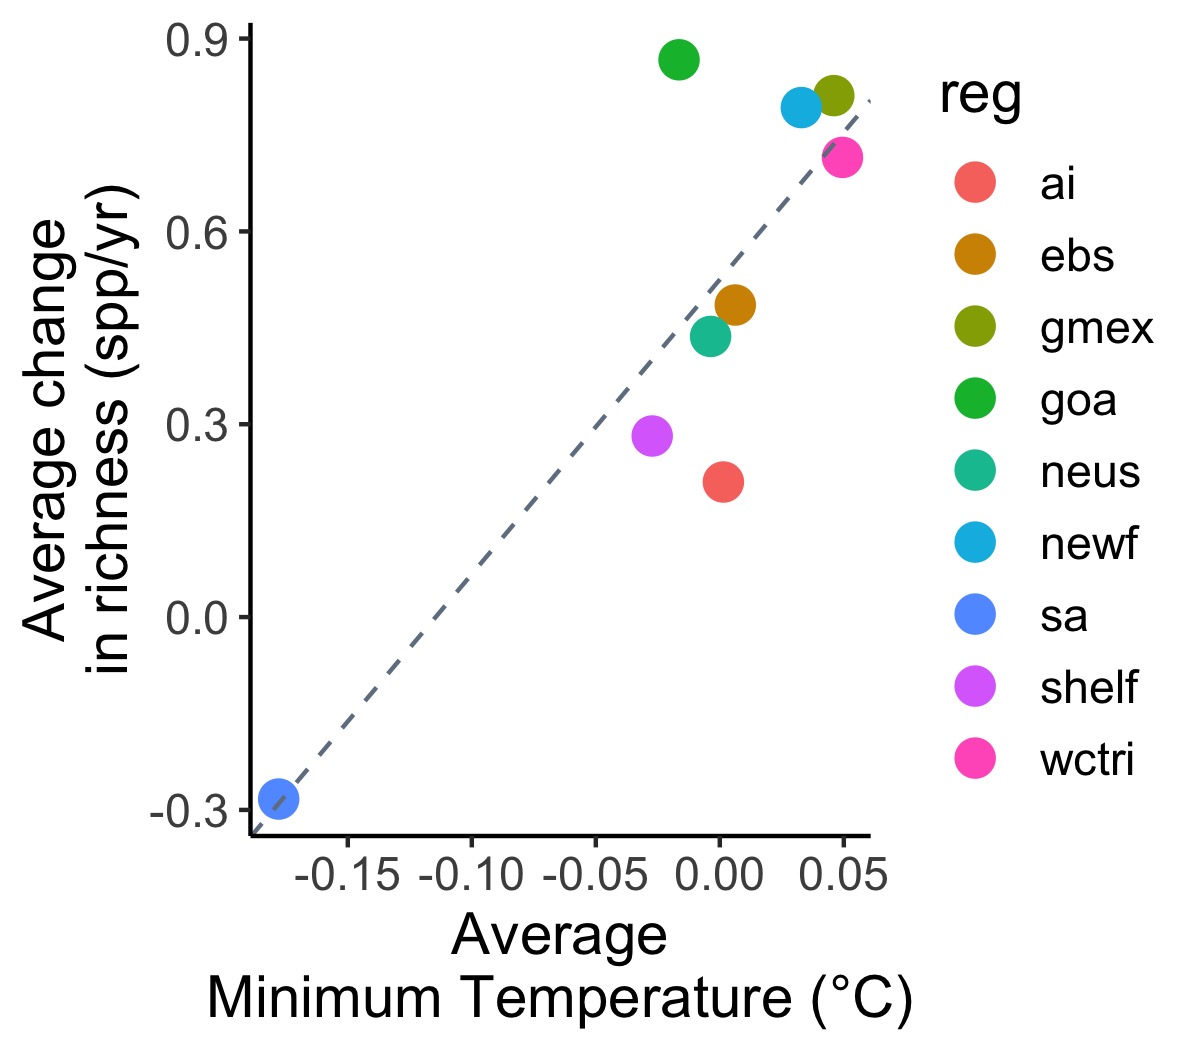 Average change
in richness (spp/yr)
0.9
0.6
0.3
0.0
-0.3
-0.15 -0.10 -0.05 0.00 0.05
Average
Minimum Temperature (°C)
reg
ai
ebs
gmex
goa
neus
newf
sa
shelf
wctri